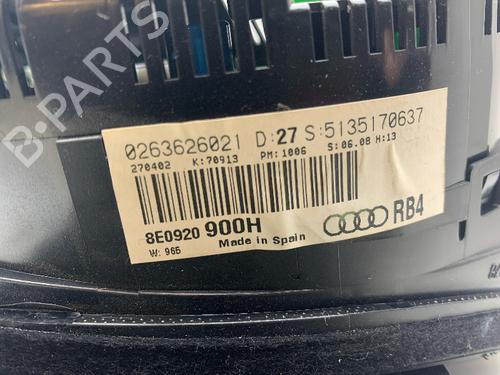 0263626021 D:27 S:5135170637
270402 K:70913 PM:1006 S:06.08 H:13
8E0920 900H
Made in Spain
RB4
W: 965
B-PARTS